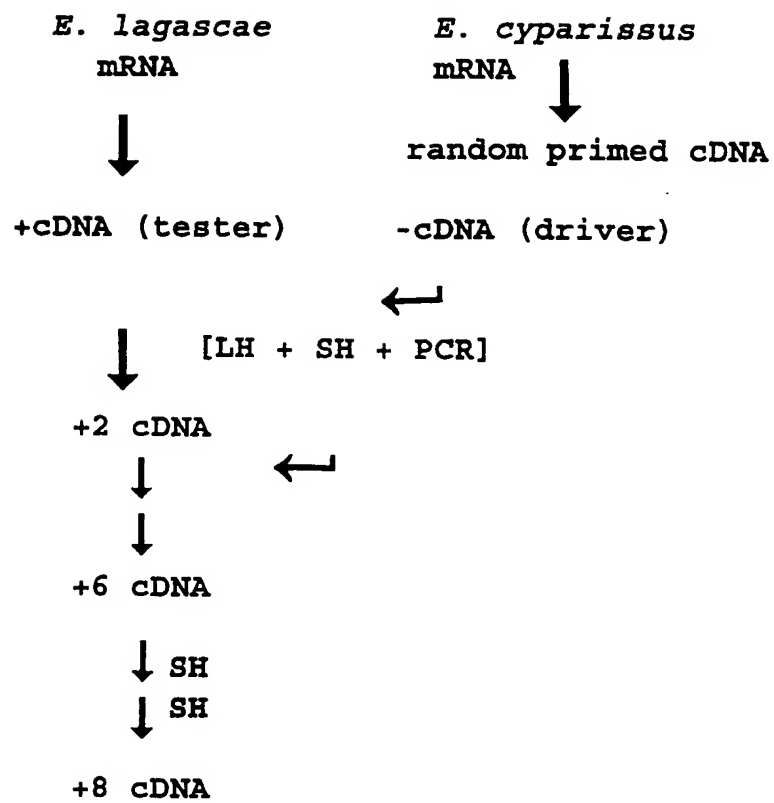 E. lagascae
mRNA
E. cyparissus
mRNA
random primed cDNA
+cDNA (tester)
-cDNA (driver)
[LH + SH + PCR]
+2 cDNA
+6 cDNA
SH
SH
+8 cDNA